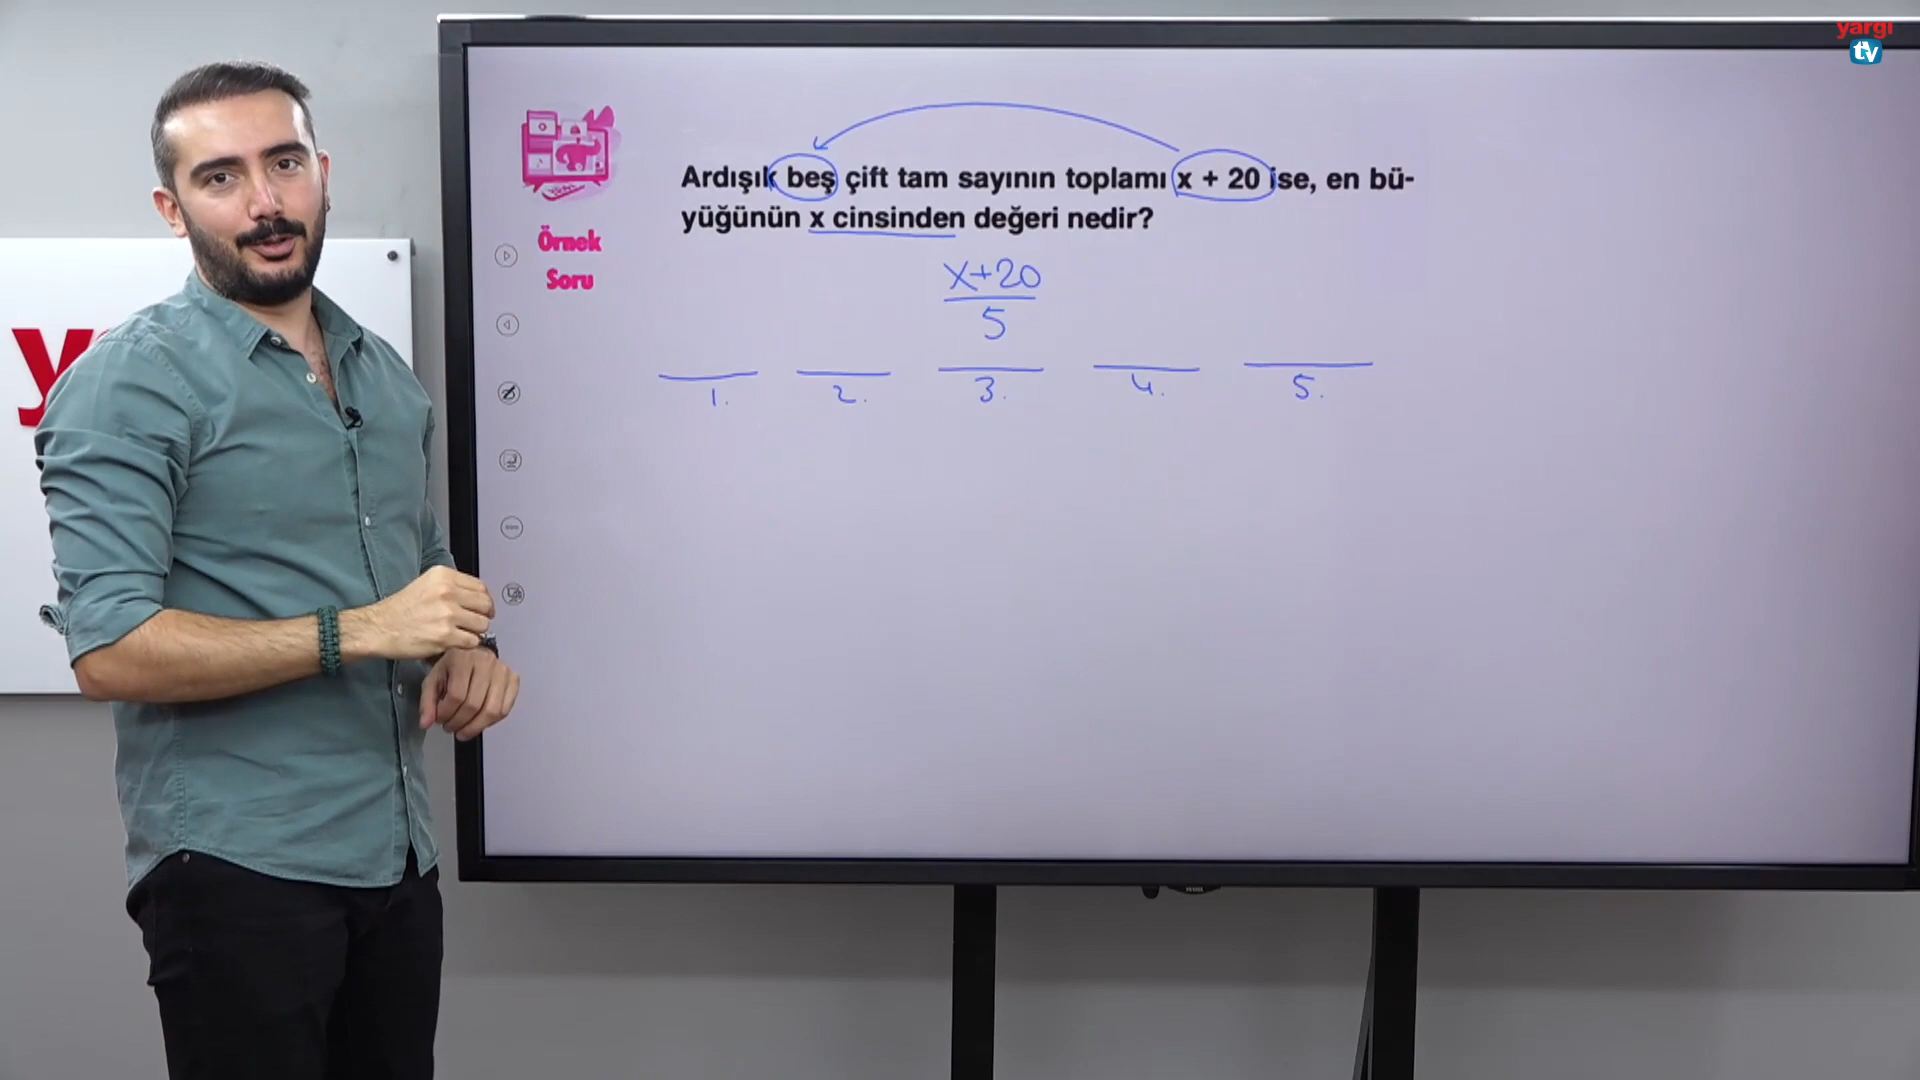 yargı
tv
Ardışık beş çift tam sayının toplamı x + 20 ise, en bü-
yüğünün x cinsinden değeri nedir?
Örnek
Soru
x+20
5
1. 2. 3. 4. 5.
y